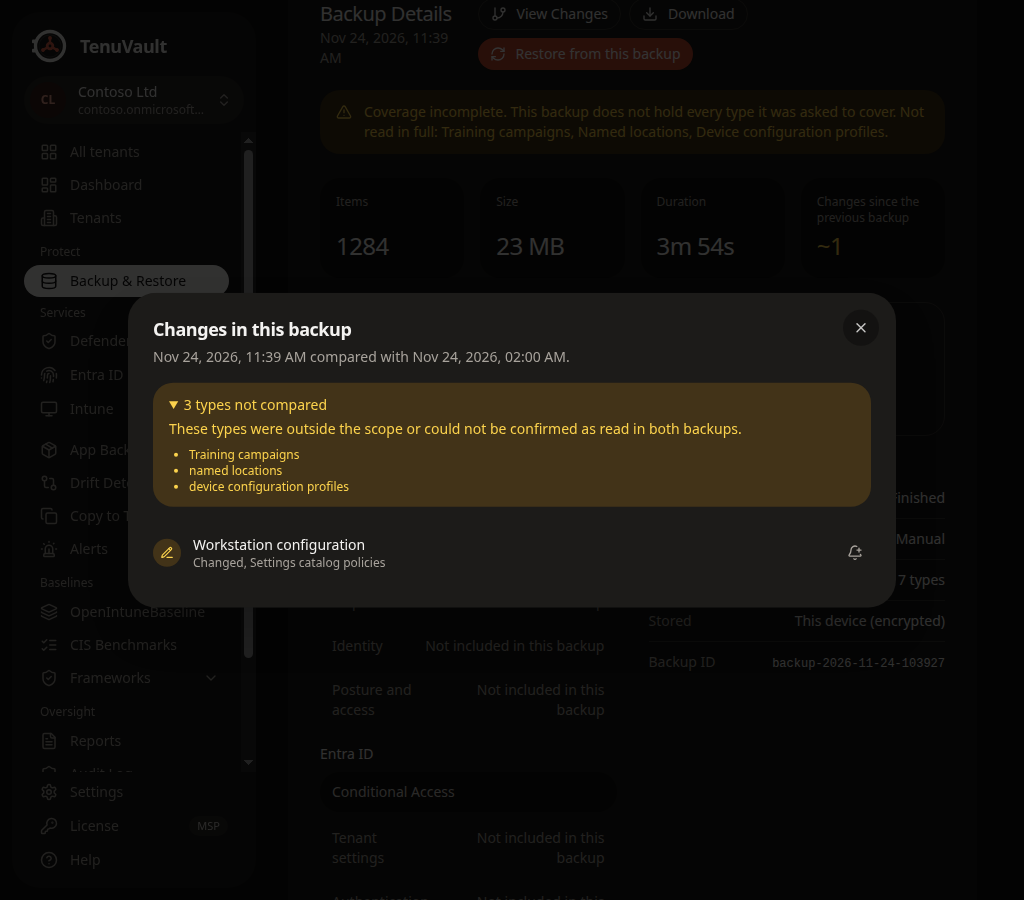 TenuVault
CL
Contoso Ltd
contoso.onmicrosoft...
All tenants
Dashboard
Tenants
Protect
Backup & Restore
Services
Entra ID
Intune
Alerts
Baselines
OpenIntuneBaseline
CIS Benchmarks
Frameworks
Oversight
Reports
Audit Log
Settings
License
MSP
Help
Backup Details
Nov 24, 2026, 11:39
AM
View Changes
Download
Restore from this backup
Coverage incomplete. This backup does not hold every type it was asked to cover. Not
read in full: Training campaigns, Named locations, Device configuration profiles.
Items
1284
Size
23 MB
Duration
3m 54s
Changes since the
previous backup
~1
Changes in this backup
Nov 24, 2026, 11:39 AM compared with Nov 24, 2026, 02:00 AM.
▼ 3 types not compared
These types were outside the scope or could not be confirmed as read in both backups.
• Training campaigns
• named locations
• device configuration profiles
Workstation configuration
Changed, Settings catalog policies
Manual
7 types
Stored
This device (encrypted)
Backup ID
backup-2026-11-24-103927
Identity
Not included in this backup
Posture and
access
Not included in this
backup
Entra ID
Conditional Access
Tenant
settings
Not included in this
backup